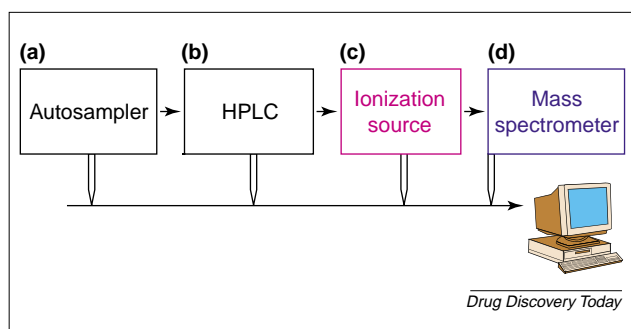 (a)
Autosampler
(b)
HPLC
(c)
Ionization
source
(d)
Mass
spectrometer
Drug Discovery Today